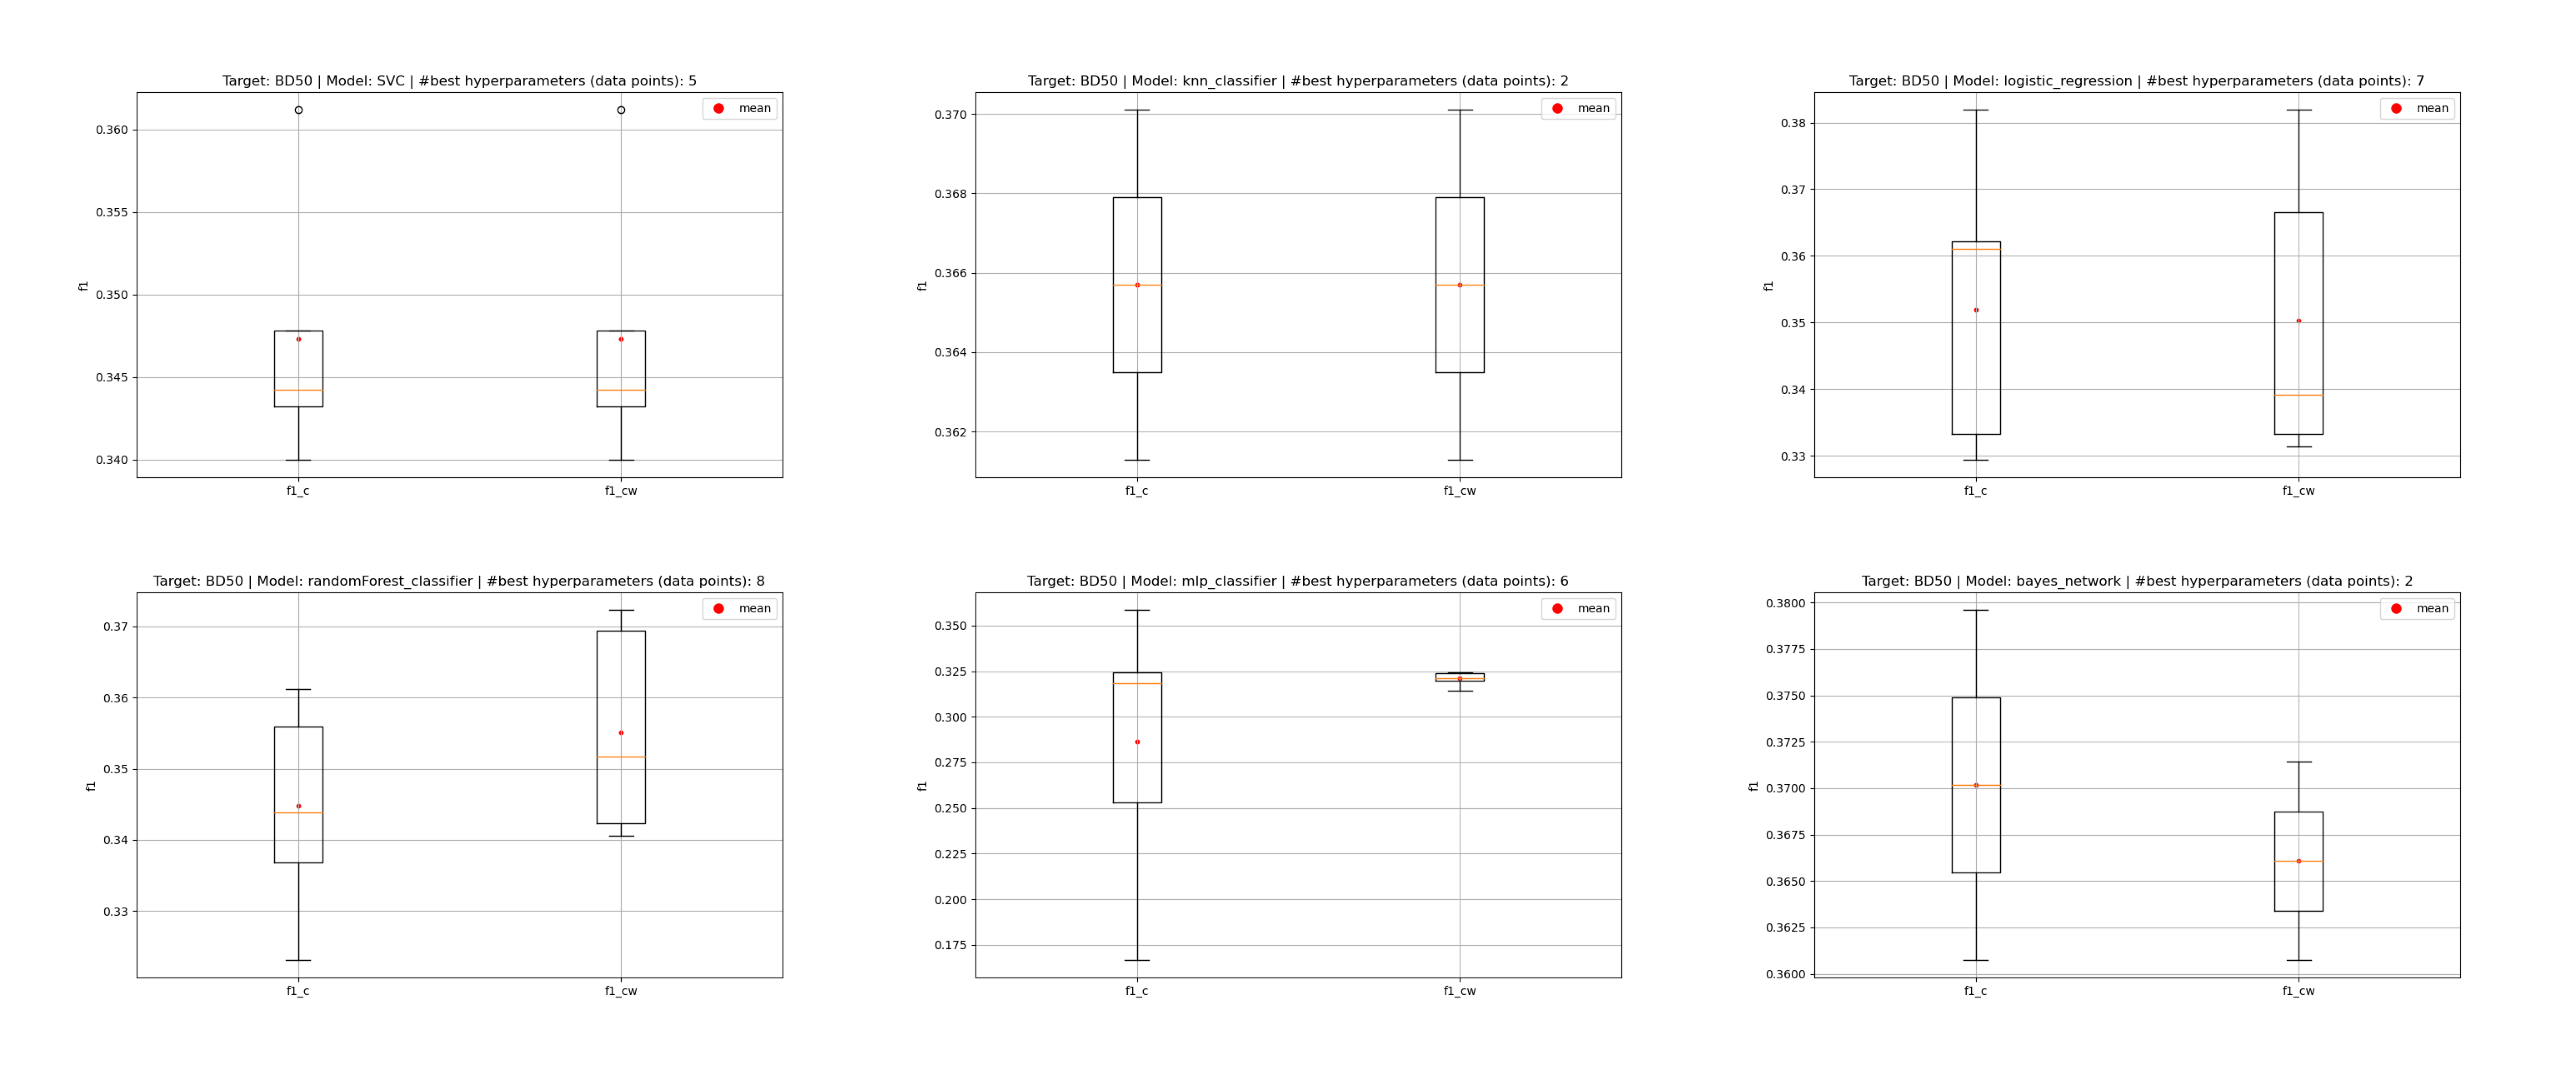 Target: BD50 | Model: SVC | #best hyperparameters (data points): 5
mean
0.360
0.355
0.350
0.345
0.340
f1
f1_c
f1_cw
Target: BD50 | Model: knn_classifier | #best hyperparameters (data points): 2
mean
0.370
0.368
0.366
0.364
0.362
f1
f1_c
f1_cw
Target: BD50 | Model: logistic_regression | #best hyperparameters (data points): 7
mean
0.38
0.37
0.36
0.35
0.34
0.33
f1
f1_c
f1_cw
Target: BD50 | Model: randomForest_classifier | #best hyperparameters (data points): 8
mean
0.37
0.36
0.35
0.34
0.33
f1
f1_c
f1_cw
Target: BD50 | Model: mlp_classifier | #best hyperparameters (data points): 6
mean
0.350
0.325
0.300
0.275
0.250
0.225
0.200
0.175
f1
f1_c
f1_cw
Target: BD50 | Model: bayes_network | #best hyperparameters (data points): 2
mean
0.3800
0.3775
0.3750
0.3725
0.3700
0.3675
0.3650
0.3625
0.3600
f1
f1_c
f1_cw